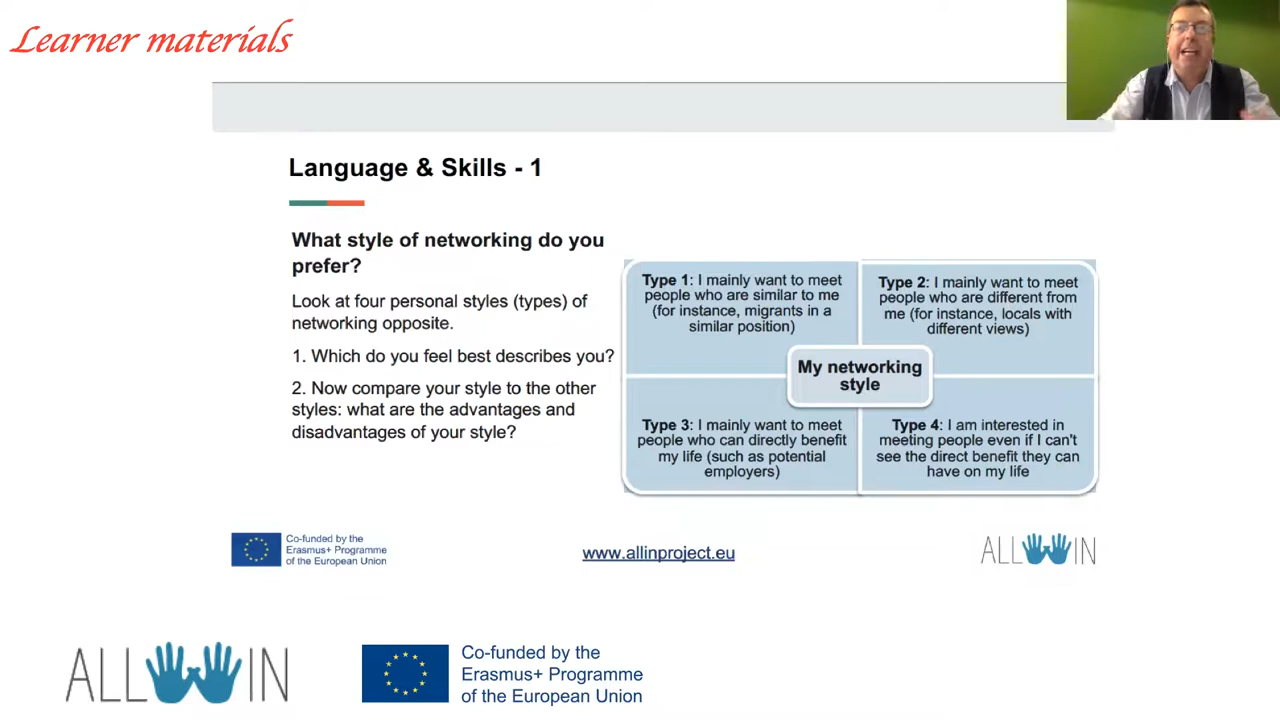 Learner materials
Language & Skills - 1
What style of networking do you
prefer?
Look at four personal styles (types) of
networking opposite.
1. Which do you feel best describes you?
2. Now compare your style to the other
styles: what are the advantages and
disadvantages of your style?
Type 1: I mainly want to meet
people who are similar to me
(for instance, migrants in a
similar position)
Type 2: I mainly want to meet
people who are different from
me (for instance, locals with
different views)
My networking
style
Type 3: I mainly want to meet
people who can directly benefit
my life (such as potential
employers)
Type 4: I am interested in
meeting people even if I can't
see the direct benefit they can
have on my life
Co-funded by the
Erasmus+ Programme
of the European Union
www.allinproject.eu
ALL IN
ALL IN
Co-funded by the
Erasmus+ Programme
of the European Union